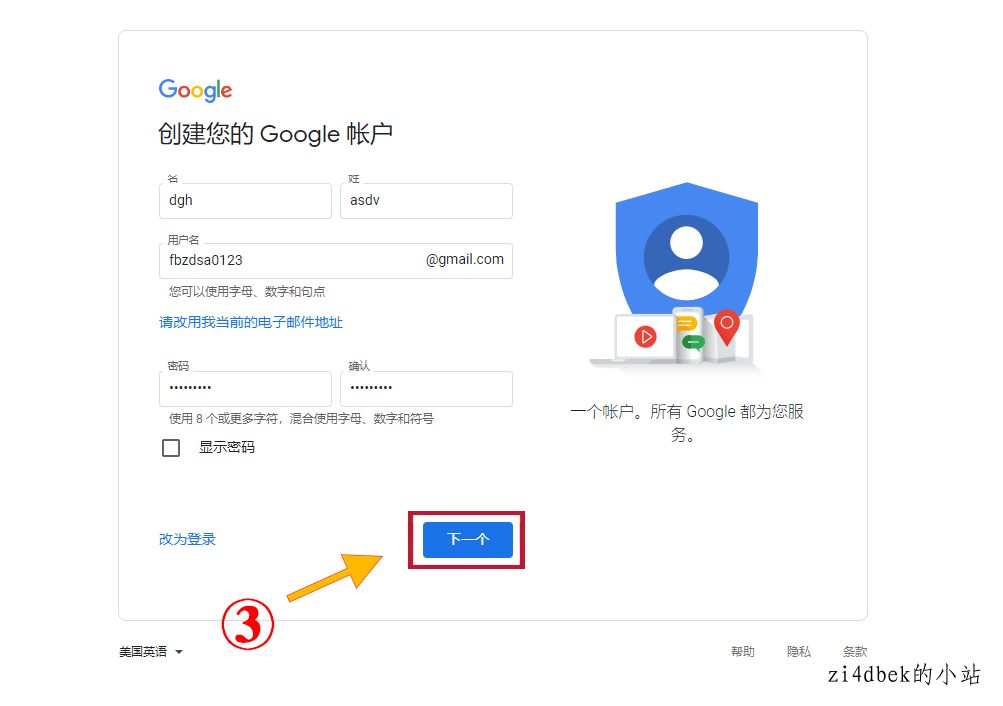 Google
创建您的 Google 帐户
名 姓
dgh asdv
用户名
fbzdsa0123 @gmail.com
您可以使用字母、数字和句点
请改用我当前的电子邮件地址
密码 确认
••••••••• •••••••••
使用 8 个或更多字符，混合使用字母、数字和符号
显示密码
一个帐户。所有 Google 都为您服
务。
改为登录
下一个
3
美国英语
帮助 隐私 条款
zi4dbek的小站